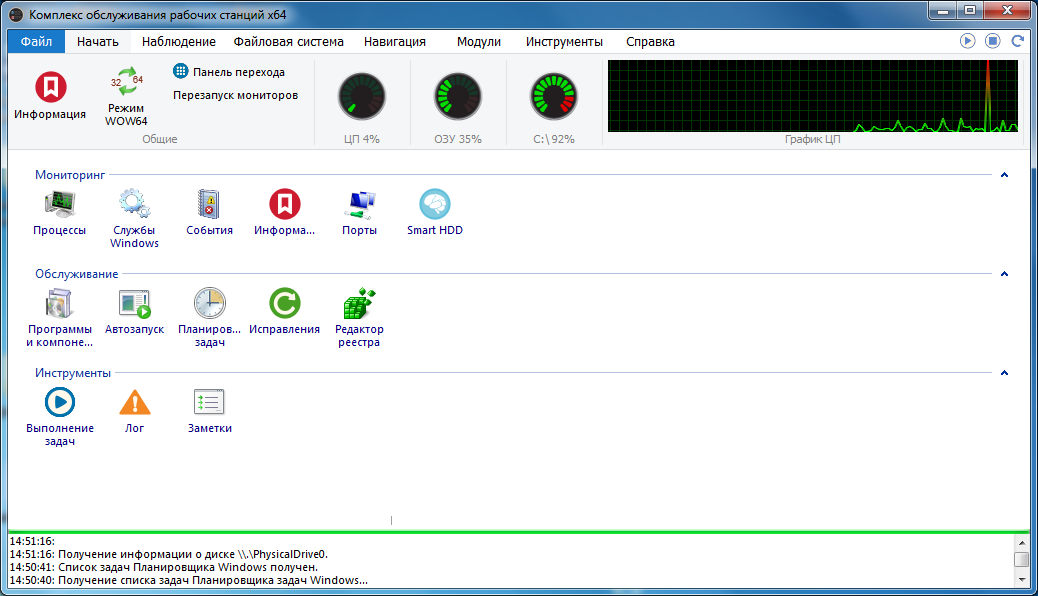 Комплекс обслуживания рабочих станций x64
Файл Начать Наблюдение Файловая система Навигация Модули Инструменты Справка
Информация
32 64
Режим
WOW64
Панель перехода
Перезапуск мониторов
Общие
ЦП 4%
ОЗУ 35%
C:\ 92%
График ЦП
Мониторинг
Процессы
Службы
Windows
События
Информа...
Порты
Smart HDD
Обслуживание
Программы
и компоне...
Автозапуск
Планиров...
задач
Исправления
Редактор
реестра
Инструменты
Выполнение
задач
Лог
Заметки
14:51:16:
14:51:16: Получение информации о диске \\.\PhysicalDrive0.
14:50:41: Список задач Планировщика Windows получен.
14:50:40: Получение списка задач Планировщика задач Windows...